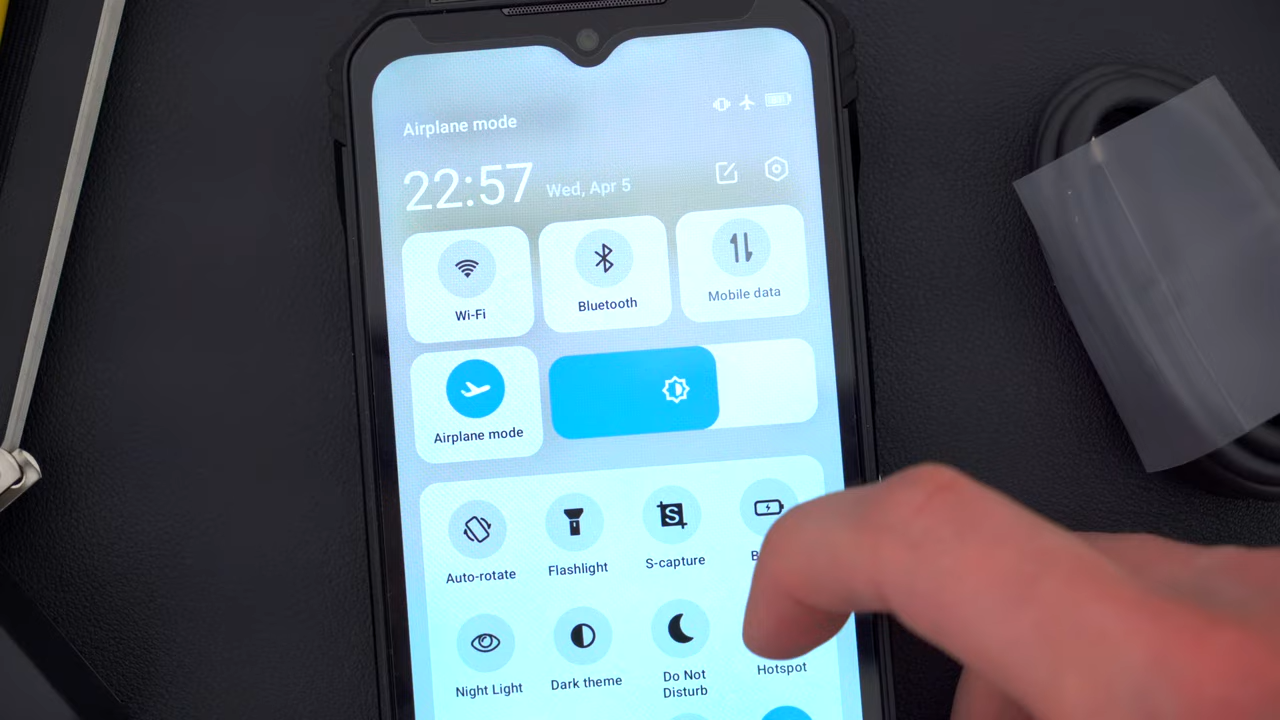 Airplane mode
22:57 Wed, Apr 5
Wi-Fi
Bluetooth
Mobile data
Airplane mode
Auto-rotate
Flashlight
S-capture
Night Light
Dark theme
Do Not
Disturb
Hotspot